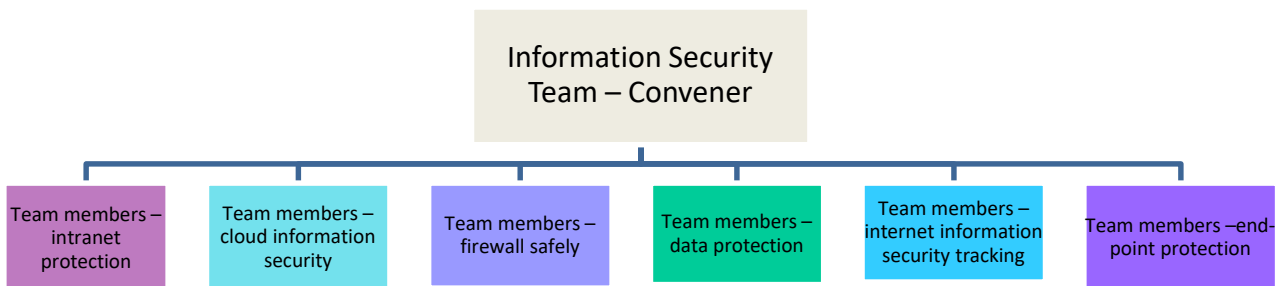 Information Security
Team – Convener
Team members –
intranet
protection
Team members –
cloud information
security
Team members –
firewall safely
Team members –
data protection
Team members –
internet information
security tracking
Team members –end-
point protection